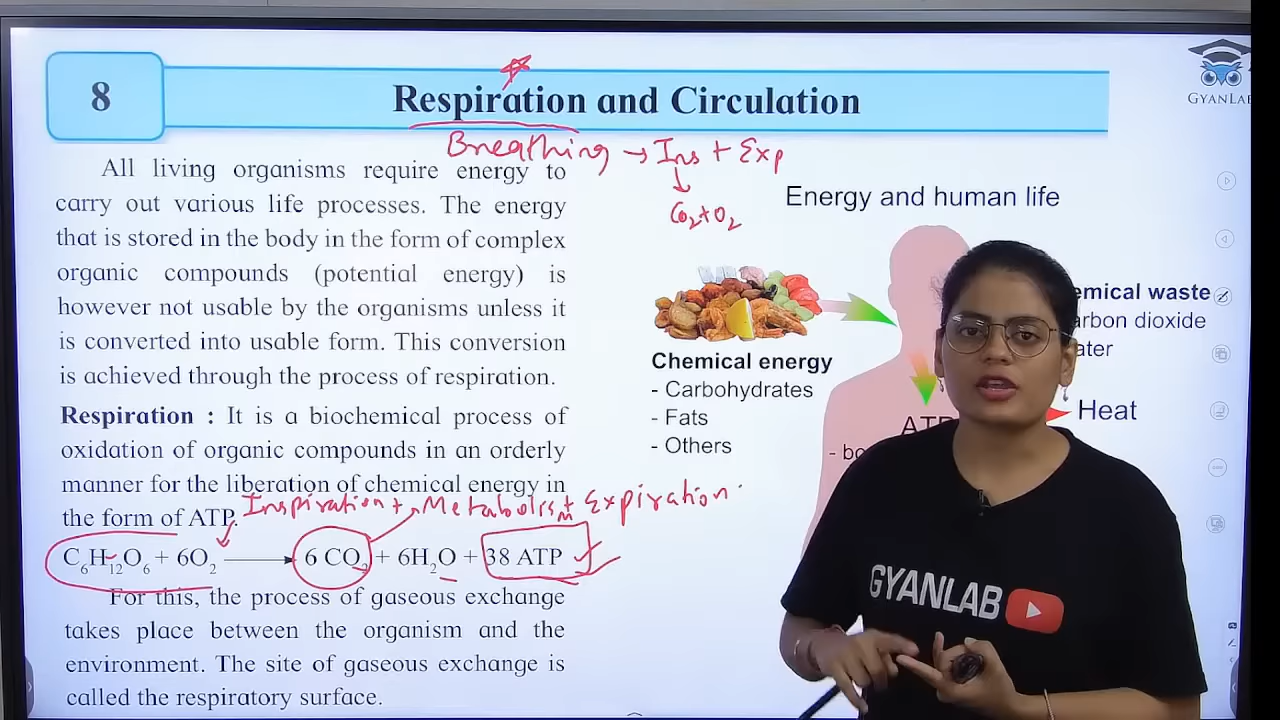 8
Respiration and Circulation
GYANLAB
Breathing → Ins + Exp
CO2+O2
All living organisms require energy to
carry out various life processes. The energy
that is stored in the body in the form of complex
organic compounds (potential energy) is
however not usable by the organisms unless it
is converted into usable form. This conversion
is achieved through the process of respiration.
Respiration : It is a biochemical process of
oxidation of organic compounds in an orderly
manner for the liberation of chemical energy in
the form of ATP.
Inspiration + Metabolism + Expiration
C6H12O6 + 6O2 → 6 CO2 + 6H2O + 38 ATP
For this, the process of gaseous exchange
takes place between the organism and the
environment. The site of gaseous exchange is
called the respiratory surface.
Energy and human life
Chemical energy
- Carbohydrates
- Fats
- Others
emical waste
arbon dioxide
ater
Heat
AT
- bo
GYANLAB